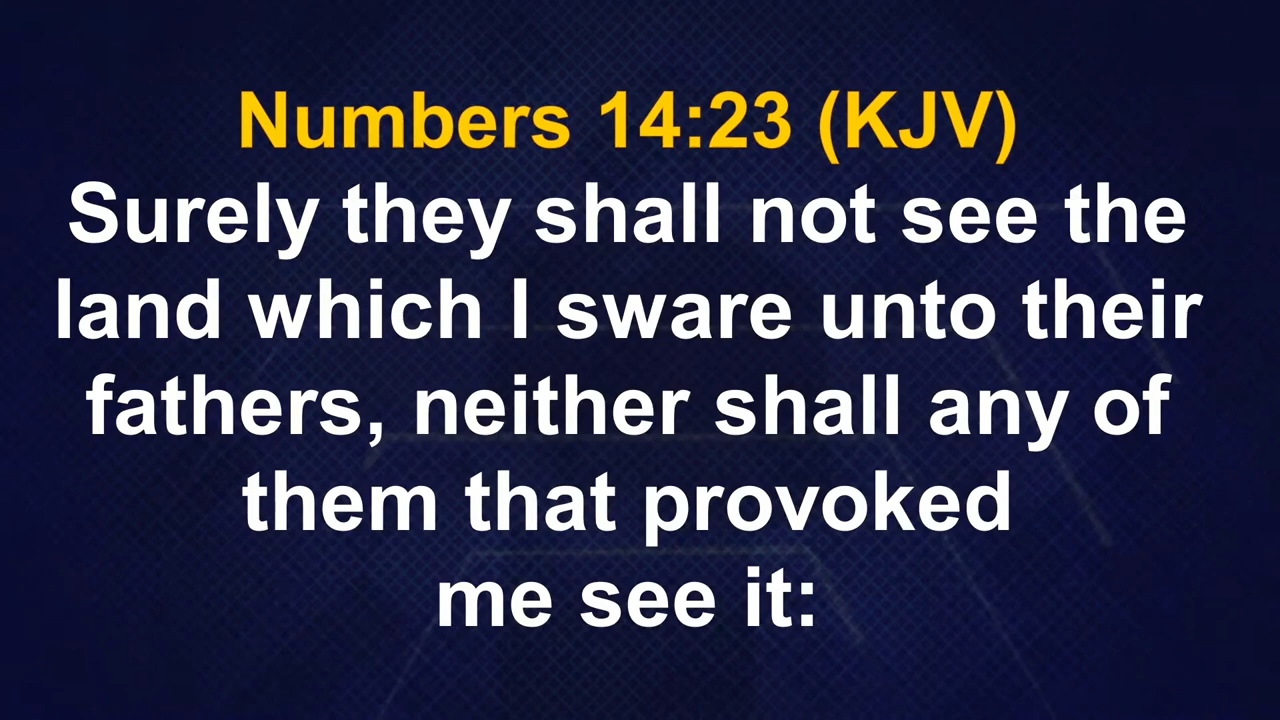 Numbers 14:23 (KJV)
Surely they shall not see the
land which I sware unto their
fathers, neither shall any of
them that provoked
me see it: